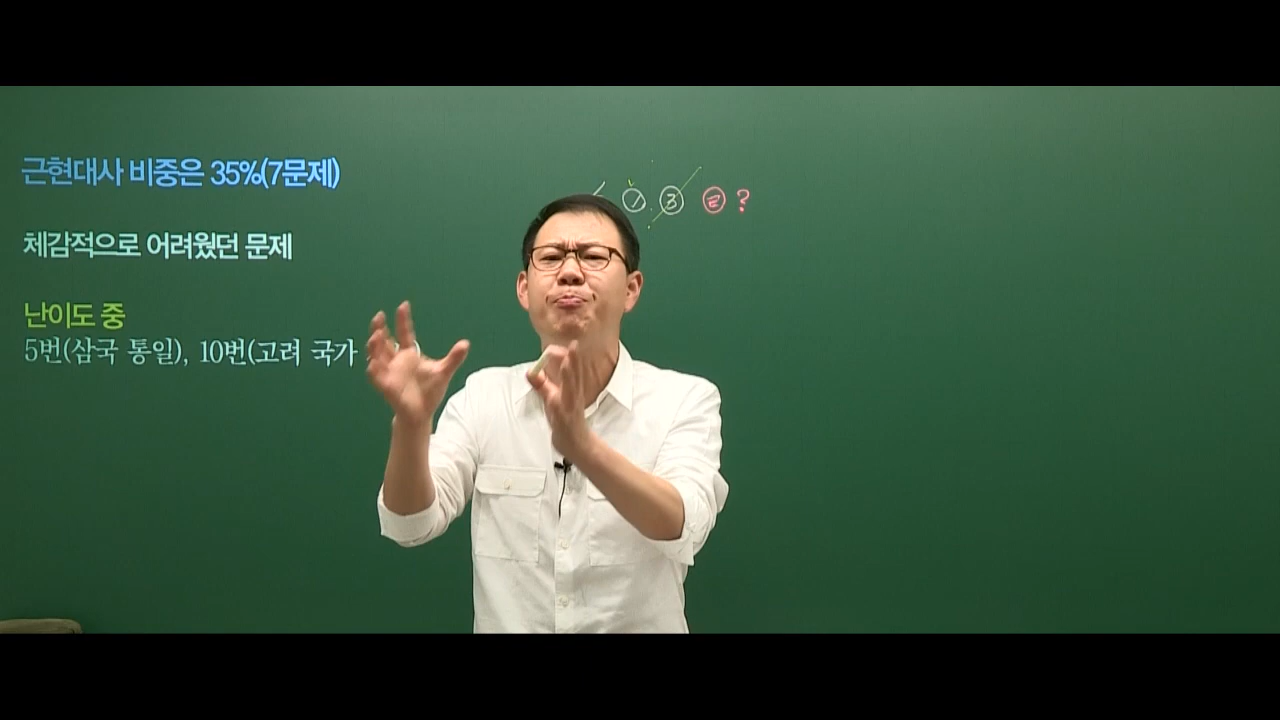 근현대사 비중은 35%(7문제)
③ ㉣ ?
체감적으로 어려웠던 문제
난이도 중
5번(삼국 통일), 10번(고려 국가